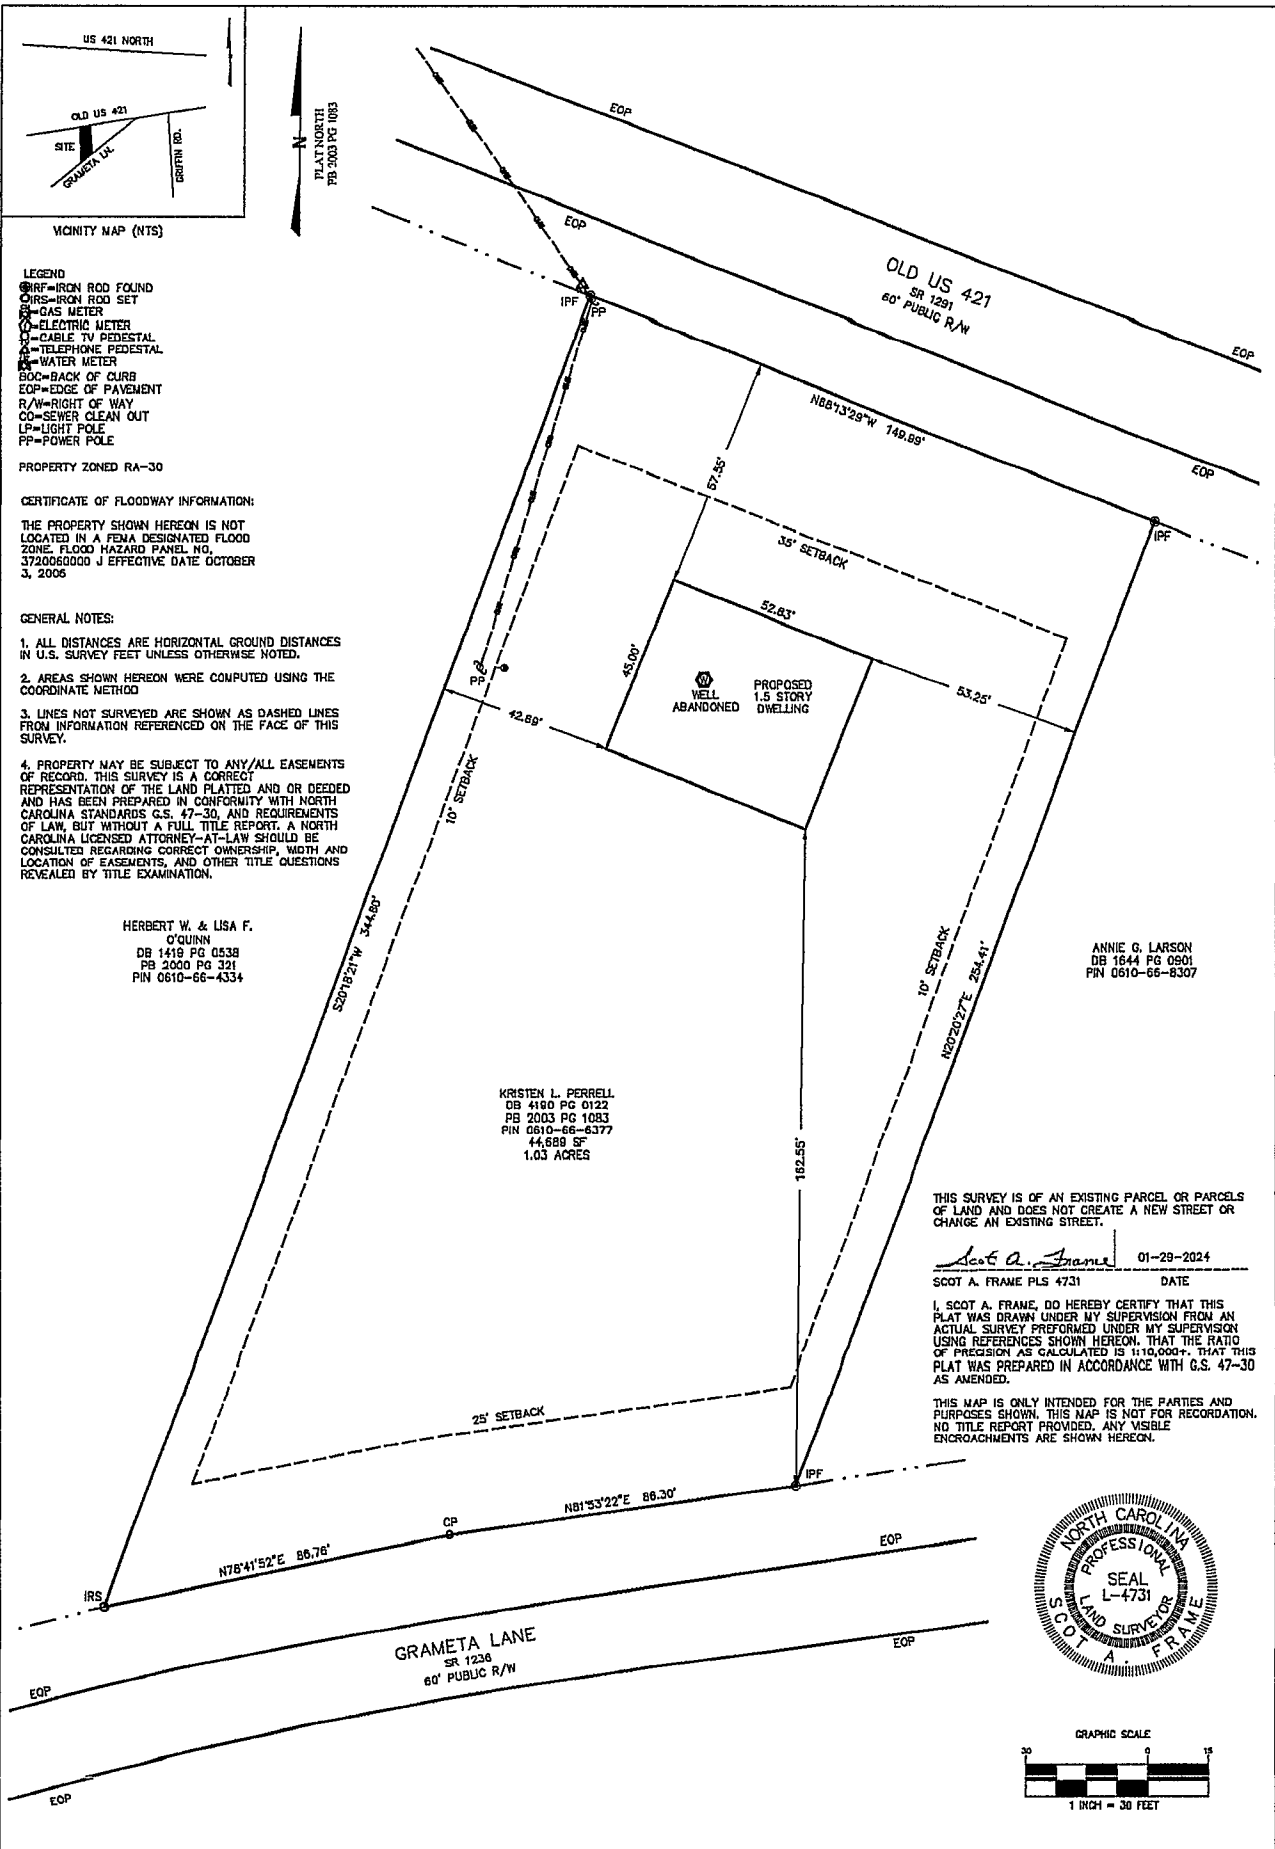 US 421 NORTH
OLD US 421
SITE
GRAMETA LN.
GRIFFIN RD.
VICINITY MAP (NTS)
N
PLAT NORTH
PB 2003 PG 1083
LEGEND
IRF=IRON ROD FOUND
IRS=IRON ROD SET
=GAS METER
=ELECTRIC METER
=CABLE TV PEDESTAL
=TELEPHONE PEDESTAL
=WATER METER
BOC=BACK OF CURB
EOP=EDGE OF PAVEMENT
R/W=RIGHT OF WAY
CO=SEWER CLEAN OUT
LP=LIGHT POLE
PP=POWER POLE
PROPERTY ZONED RA-30
CERTIFICATE OF FLOODWAY INFORMATION:
THE PROPERTY SHOWN HEREON IS NOT
LOCATED IN A FEMA DESIGNATED FLOOD
ZONE. FLOOD HAZARD PANEL NO.
3720060000 J EFFECTIVE DATE OCTOBER
3, 2006
GENERAL NOTES:
1. ALL DISTANCES ARE HORIZONTAL GROUND DISTANCES
IN U.S. SURVEY FEET UNLESS OTHERWISE NOTED.
2. AREAS SHOWN HEREON WERE COMPUTED USING THE
COORDINATE METHOD
3. LINES NOT SURVEYED ARE SHOWN AS DASHED LINES
FROM INFORMATION REFERENCED ON THE FACE OF THIS
SURVEY.
4. PROPERTY MAY BE SUBJECT TO ANY/ALL EASEMENTS
OF RECORD. THIS SURVEY IS A CORRECT
REPRESENTATION OF THE LAND PLATTED AND OR DEEDED
AND HAS BEEN PREPARED IN CONFORMITY WITH NORTH
CAROLINA STANDARDS G.S. 47-30, AND REQUIREMENTS
OF LAW, BUT WITHOUT A FULL TITLE REPORT. A NORTH
CAROLINA LICENSED ATTORNEY-AT-LAW SHOULD BE
CONSULTED REGARDING CORRECT OWNERSHIP, WIDTH AND
LOCATION OF EASEMENTS, AND OTHER TITLE QUESTIONS
REVEALED BY TITLE EXAMINATION.
HERBERT W. & LISA F.
O'QUINN
DB 1419 PG 0538
PB 2000 PG 321
PIN 0610-66-4334
EOP
EOP
OLD US 421
SR 1291
60' PUBLIC R/W
EOP
EOP
IPF
PP
N68°13'29"W 149.89'
IPF
57.55'
35' SETBACK
52.83'
45.00'
W
WELL
ABANDONED
PROPOSED
1.5 STORY
DWELLING
53.25'
PP
42.69'
10' SETBACK
S20°18'21"W 344.60'
10' SETBACK
N20°20'27"E 254.41'
ANNIE G. LARSON
DB 1644 PG 0901
PIN 0610-66-8307
KRISTEN L. PERRELL
DB 4190 PG 0122
PB 2003 PG 1083
PIN 0610-66-6377
44,689 SF
1.03 ACRES
162.55'
25' SETBACK
THIS SURVEY IS OF AN EXISTING PARCEL OR PARCELS
OF LAND AND DOES NOT CREATE A NEW STREET OR
CHANGE AN EXISTING STREET.
Scot A. Frame 01-29-2024
SCOT A. FRAME PLS 4731 DATE
I, SCOT A. FRAME, DO HEREBY CERTIFY THAT THIS
PLAT WAS DRAWN UNDER MY SUPERVISION FROM AN
ACTUAL SURVEY PREFORMED UNDER MY SUPERVISION
USING REFERENCES SHOWN HEREON. THAT THE RATIO
OF PRECISION AS CALCULATED IS 1:10,000+. THAT THIS
PLAT WAS PREPARED IN ACCORDANCE WITH G.S. 47-30
AS AMENDED.
THIS MAP IS ONLY INTENDED FOR THE PARTIES AND
PURPOSES SHOWN. THIS MAP IS NOT FOR RECORDATION.
NO TITLE REPORT PROVIDED. ANY VISIBLE
ENCROACHMENTS ARE SHOWN HEREON.
IPF
N81°53'22"E 86.30'
CP
N78°41'52"E 86.76'
IRS
GRAMETA LANE
SR 1236
60' PUBLIC R/W
EOP
EOP
EOP
EOP
NORTH CAROLINA
PROFESSIONAL
SEAL
L-4731
LAND SURVEYOR
SCOT A. FRAME
GRAPHIC SCALE
30 0 15
1 INCH = 30 FEET